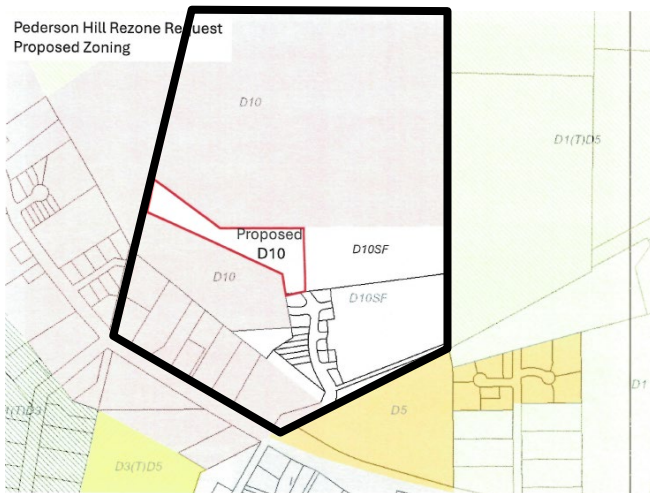 Pederson Hill Rezone Request
Proposed Zoning
D10
D1(T)D5
Proposed
D10
D10SF
D10
D10SF
D1
D5
D3(T)D5